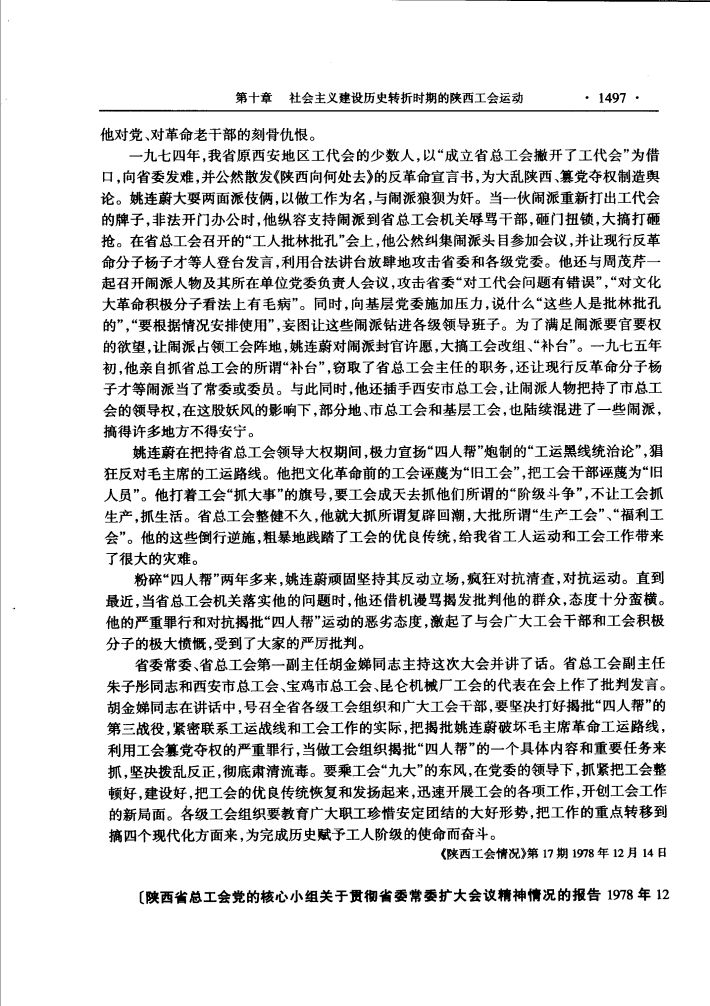 第十章 社会主义建设历史转折时期的陕西工会运动 · 1497 ·
他对党、对革命老干部的刻骨仇恨。
一九七四年,我省原西安地区工代会的少数人,以“成立省总工会撇开了工代会”为借
口,向省委发难,并公然散发《陕西向何处去》的反革命宣言书,为大乱陕西、篡党夺权制造舆
论。姚连蔚大耍两面派伎俩,以做工作为名,与闹派狼狈为奸。当一伙闹派重新打出工代会
的牌子,非法开门办公时,他纵容支持闹派到省总工会机关辱骂干部,砸门扭锁,大搞打砸
抢。在省总工会召开的“工人批林批孔”会上,他公然纠集闹派头目参加会议,并让现行反革
命分子杨子才等人登台发言,利用合法讲台放肆地攻击省委和各级党委。他还与周茂芹一
起召开闹派人物及其所在单位党委负责人会议,攻击省委“对工代会问题有错误”,“对文化
大革命积极分子看法上有毛病”。同时,向基层党委施加压力,说什么“这些人是批林批孔
的”,“要根据情况安排使用”,妄图让这些闹派钻进各级领导班子。为了满足闹派要官要权
的欲望,让闹派占领工会阵地,姚连蔚对闹派封官许愿,大搞工会改组、“补台”。一九七五年
初,他亲自抓省总工会的所谓“补台”,窃取了省总工会主任的职务,还让现行反革命分子杨
子才等闹派当了常委或委员。与此同时,他还插手西安市总工会,让闹派人物把持了市总工
会的领导权,在这股妖风的影响下,部分地、市总工会和基层工会,也陆续混进了一些闹派,
搞得许多地方不得安宁。
姚连蔚在把持省总工会领导大权期间,极力宣扬“四人帮”炮制的“工运黑线统治论”,猖
狂反对毛主席的工运路线。他把文化革命前的工会诬蔑为“旧工会”,把工会干部诬蔑为“旧
人员”。他打着工会“抓大事”的旗号,要工会成天去抓他们所谓的“阶级斗争”,不让工会抓
生产,抓生活。省总工会整健不久,他就大抓所谓复辟回潮,大批所谓“生产工会”、“福利工
会”。他的这些倒行逆施,粗暴地践踏了工会的优良传统,给我省工人运动和工会工作带来
了很大的灾难。
粉碎“四人帮”两年多来,姚连蔚顽固坚持其反动立场,疯狂对抗清查,对抗运动。直到
最近,当省总工会机关落实他的问题时,他还借机谩骂揭发批判他的群众,态度十分蛮横。
他的严重罪行和对抗揭批“四人帮”运动的恶劣态度,激起了与会广大工会干部和工会积极
分子的极大愤慨,受到了大家的严厉批判。
省委常委、省总工会第一副主任胡金娣同志主持这次大会并讲了话。省总工会副主任
朱子彤同志和西安市总工会、宝鸡市总工会、昆仑机械厂工会的代表在会上作了批判发言。
胡金娣同志在讲话中,号召全省各级工会组织和广大工会干部,要坚决打好揭批“四人帮”的
第三战役,紧密联系工运战线和工会工作的实际,把揭批姚连蔚破坏毛主席革命工运路线,
利用工会篡党夺权的严重罪行,当做工会组织揭批“四人帮”的一个具体内容和重要任务来
抓,坚决拨乱反正,彻底肃清流毒。要乘工会“九大”的东风,在党委的领导下,抓紧把工会整
顿好,建设好,把工会的优良传统恢复和发扬起来,迅速开展工会的各项工作,开创工会工作
的新局面。各级工会组织要教育广大职工珍惜安定团结的大好形势,把工作的重点转移到
搞四个现代化方面来,为完成历史赋予工人阶级的使命而奋斗。
《陕西工会情况》第 17 期 1978 年 12 月 14 日
〔陕西省总工会党的核心小组关于贯彻省委常委扩大会议精神情况的报告 1978 年 12